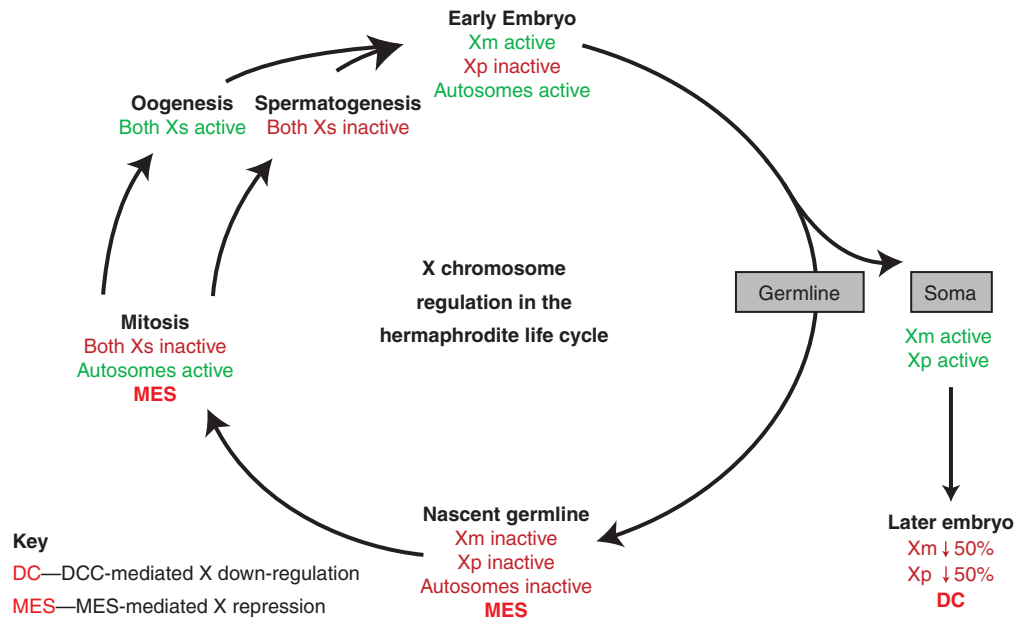 Early Embryo
Xm active
Xp inactive
Autosomes active
Oogenesis
Both Xs active
Spermatogenesis
Both Xs inactive
X chromosome
regulation in the
hermaphrodite life cycle
Germline
Soma
Xm active
Xp active
Mitosis
Both Xs inactive
Autosomes active
MES
Nascent germline
Xm inactive
Xp inactive
Autosomes inactive
MES
Later embryo
Xm ↓ 50%
Xp ↓ 50%
DC
Key
DC—DCC-mediated X down-regulation
MES—MES-mediated X repression